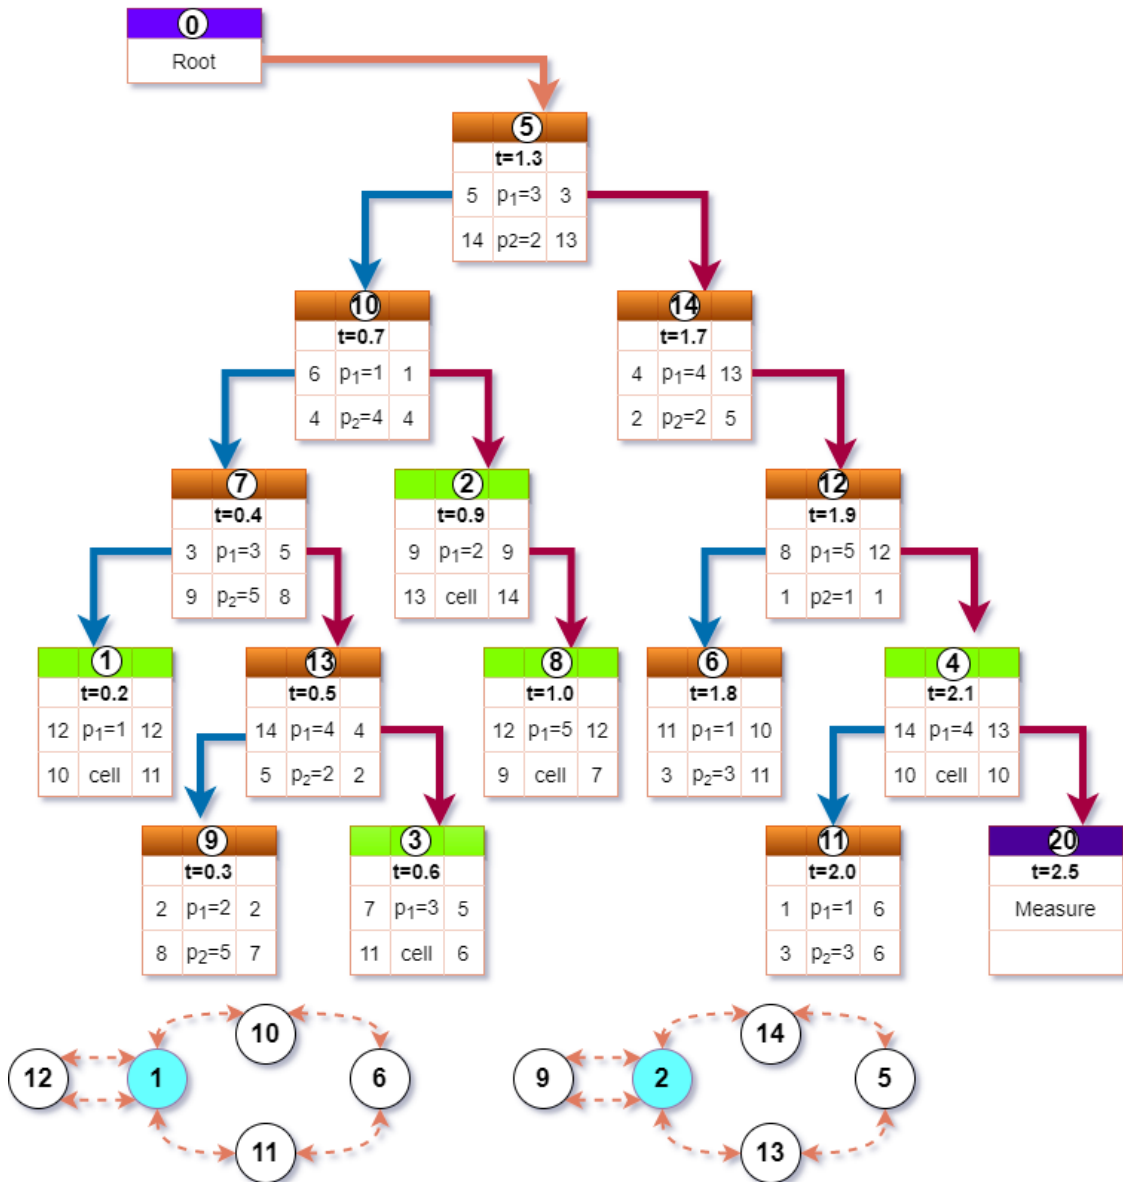 0
Root
5
t=1.3
5 p1=3 3
14 p2=2 13
10
t=0.7
6 p1=1 1
4 p2=4 4
14
t=1.7
4 p1=4 13
2 p2=2 5
7
t=0.4
3 p1=3 5
9 p2=5 8
2
t=0.9
9 p1=2 9
13 cell 14
12
t=1.9
8 p1=5 12
1 p2=1 1
1
t=0.2
12 p1=1 12
10 cell 11
13
t=0.5
14 p1=4 4
5 p2=2 2
8
t=1.0
12 p1=5 12
9 cell 7
6
t=1.8
11 p1=1 10
3 p2=3 11
4
t=2.1
14 p1=4 13
10 cell 10
9
t=0.3
2 p1=2 2
8 p2=5 7
3
t=0.6
7 p1=3 5
11 cell 6
11
t=2.0
1 p1=1 6
3 p2=3 6
20
t=2.5
Measure
10
12 1 6
11
14
9 2 5
13